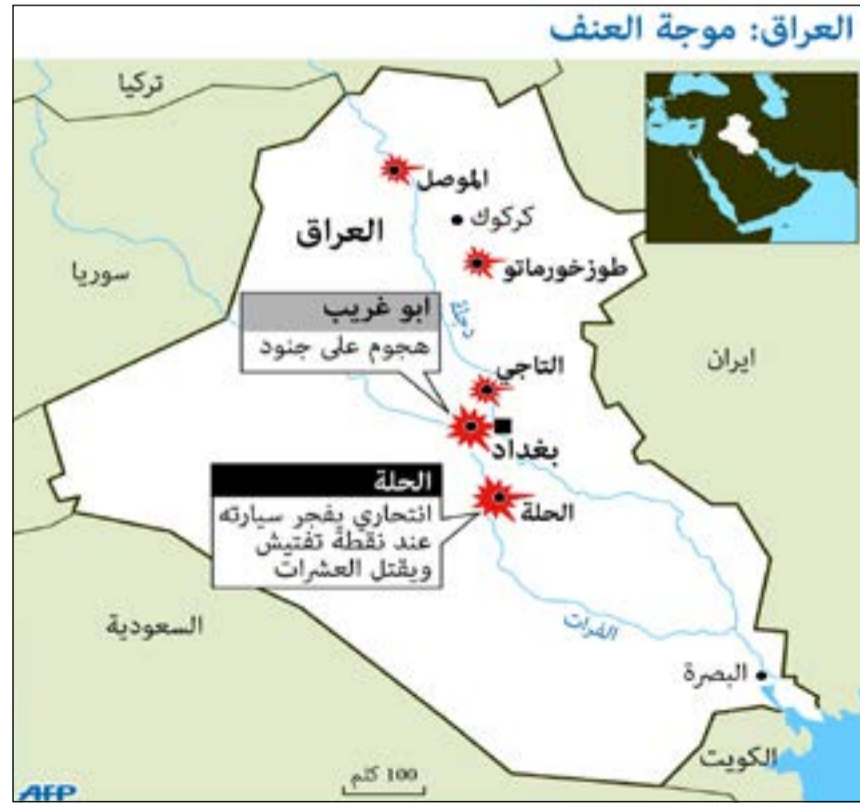 العراق: موجة العنف
تركيا
الموصل
كركوك
العراق
طوزخورماتو
سوريا
ابو غريب
هجوم على جنود
دجلة
ايران
التاجي
بغداد
الحلة
انتحاري يفجر سيارته
عند نقطة تفتيش
ويقتل العشرات
الحلة
السعودية
الفرات
البصرة
الكويت
100 كلم
AFP